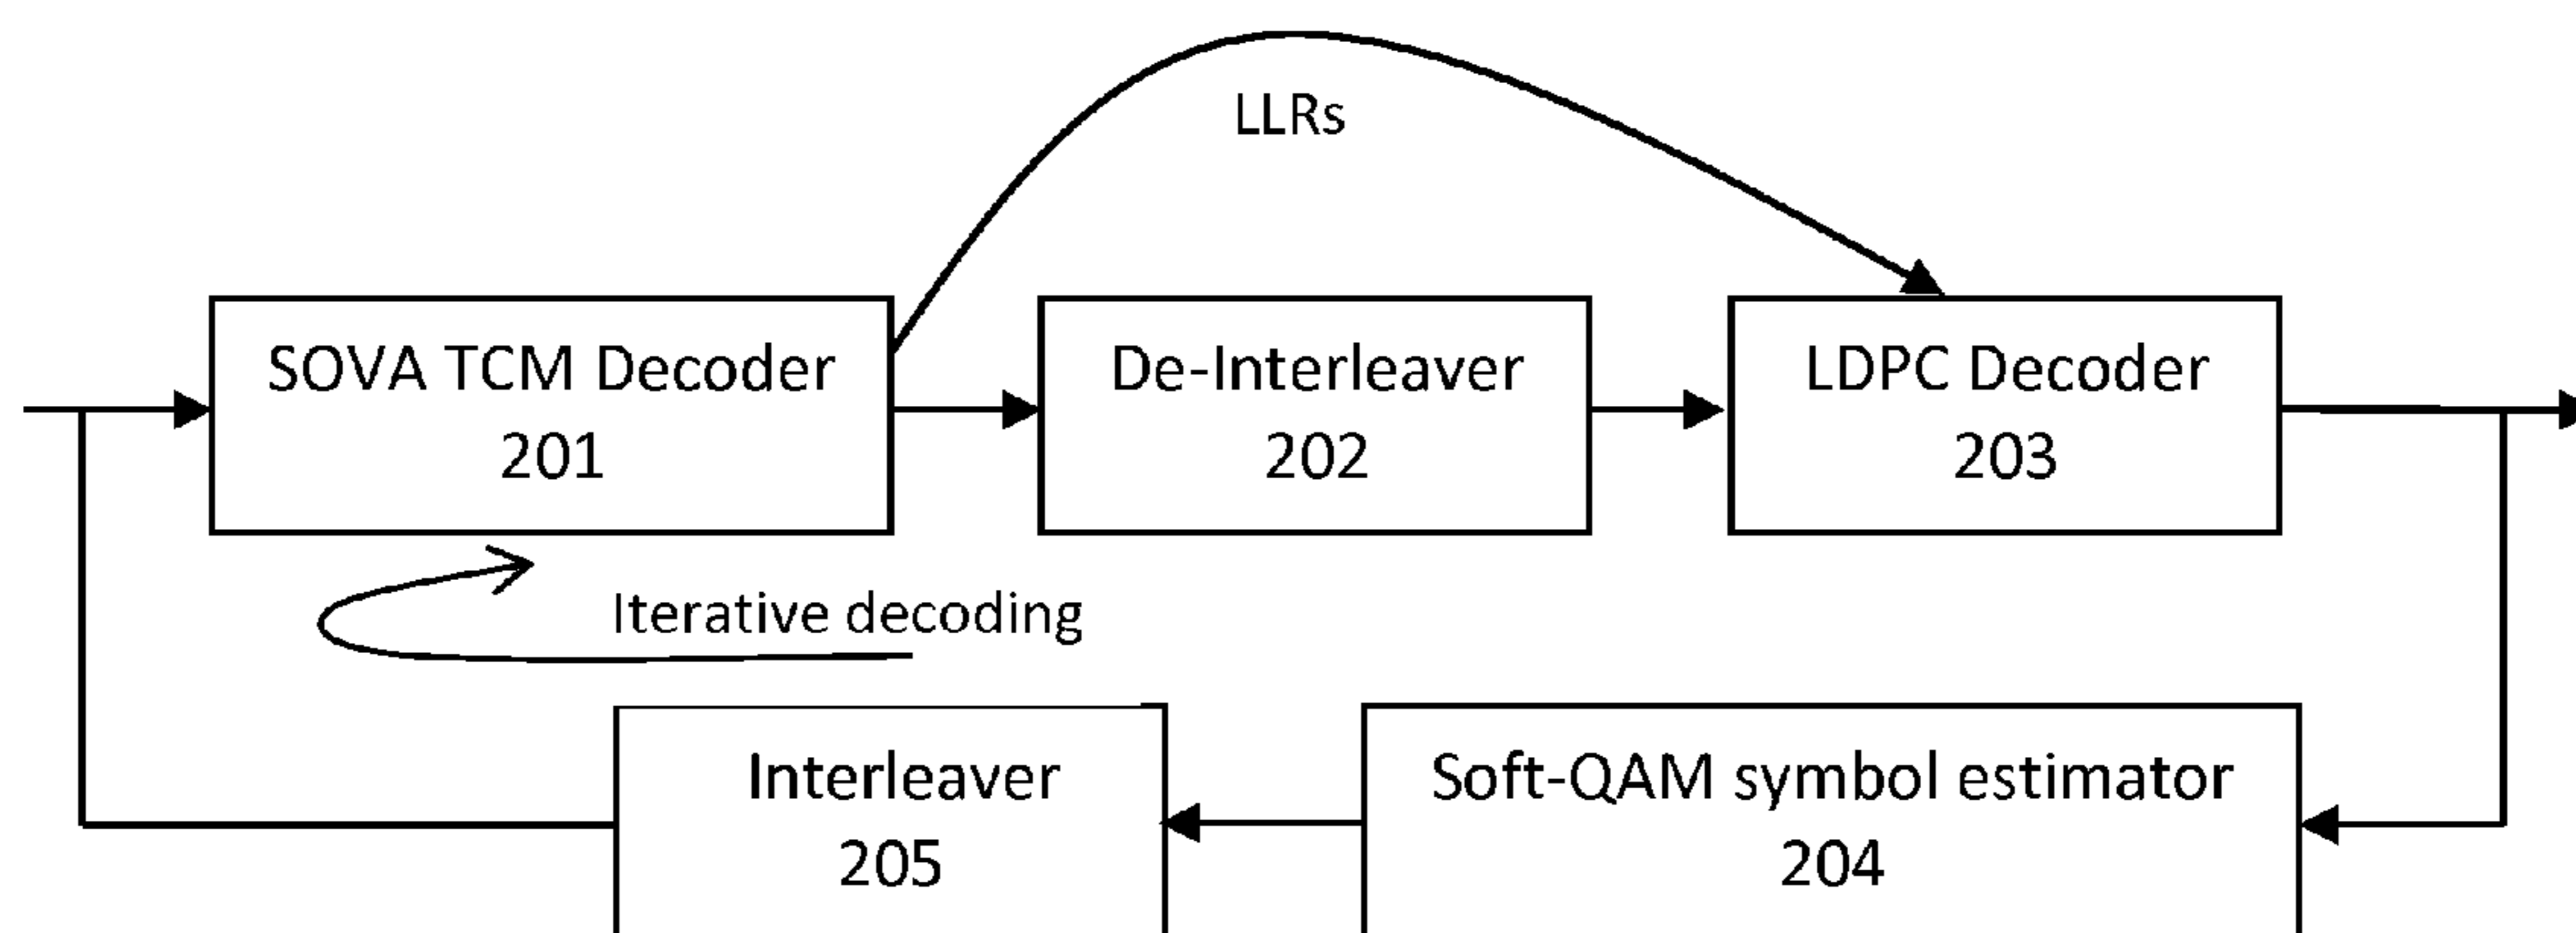 LLRs
SOVA TCM Decoder
201
De-Interleaver
202
LDPC Decoder
203
Iterative decoding
Interleaver
205
Soft-QAM symbol estimator
204